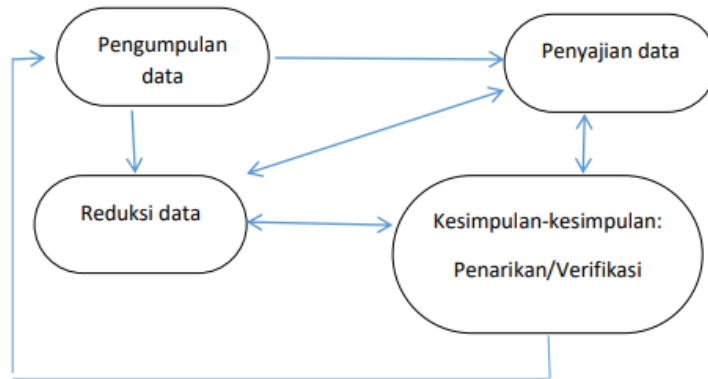 Pengumpulan
data
Penyajian data
Reduksi data
Kesimpulan-kesimpulan:
Penarikan/Verifikasi